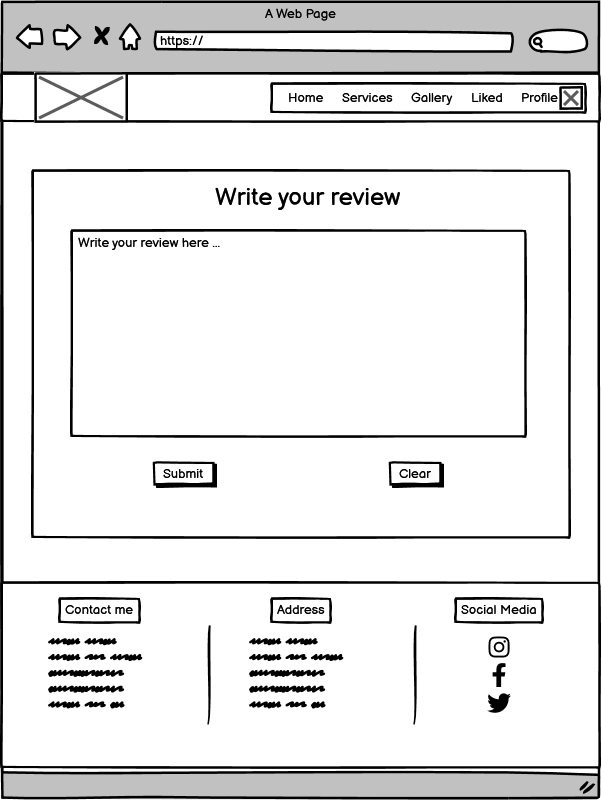 A Web Page
https://
Home Services Gallery Liked Profile
Write your review
Write your review here ...
Submit Clear
Contact me Address Social Media